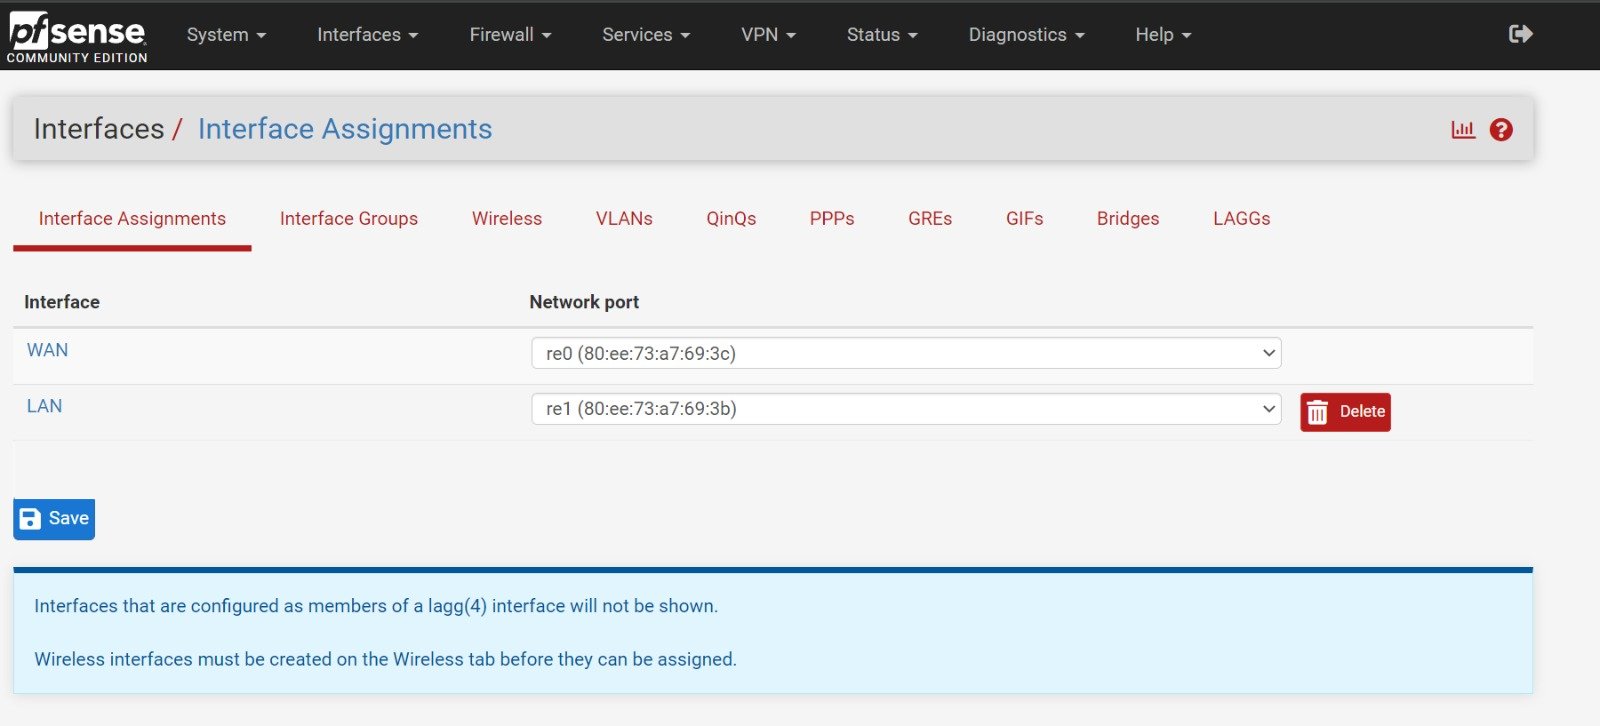 pfsense System Interfaces Firewall Services VPN Status Diagnostics Help
COMMUNITY EDITION
Interfaces / Interface Assignments
Interface Assignments Interface Groups Wireless VLANs QinQs PPPs GREs GIFs Bridges LAGGs
Interface Network port
WAN re0 (80:ee:73:a7:69:3c)
LAN re1 (80:ee:73:a7:69:3b) Delete
Save
Interfaces that are configured as members of a lagg(4) interface will not be shown.
Wireless interfaces must be created on the Wireless tab before they can be assigned.